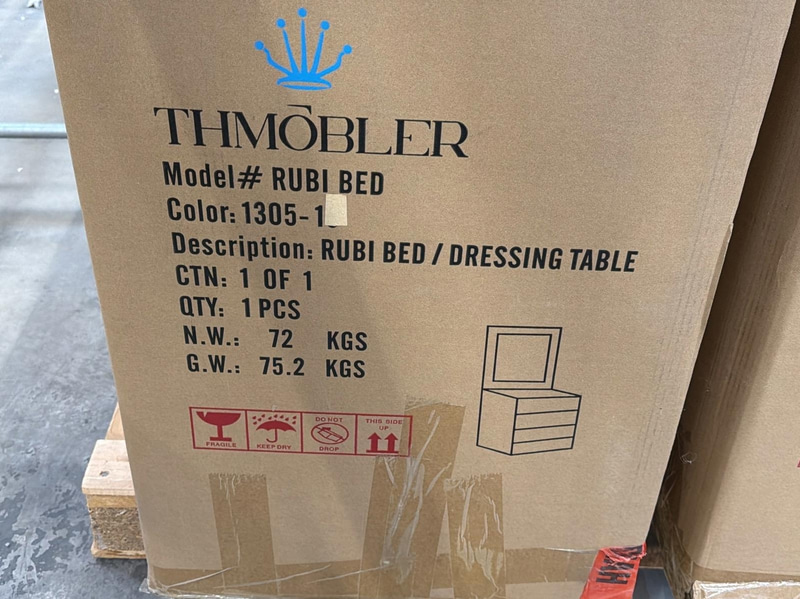 THMŌBLER
Model# RUBI BED
Color: 1305-1
Description: RUBI BED / DRESSING TABLE
CTN: 1 OF 1
QTY: 1 PCS
N.W.: 72 KGS
G.W.: 75.2 KGS
FRAGILE
KEEP DRY
DO NOT
DROP
THIS SIDE
UP